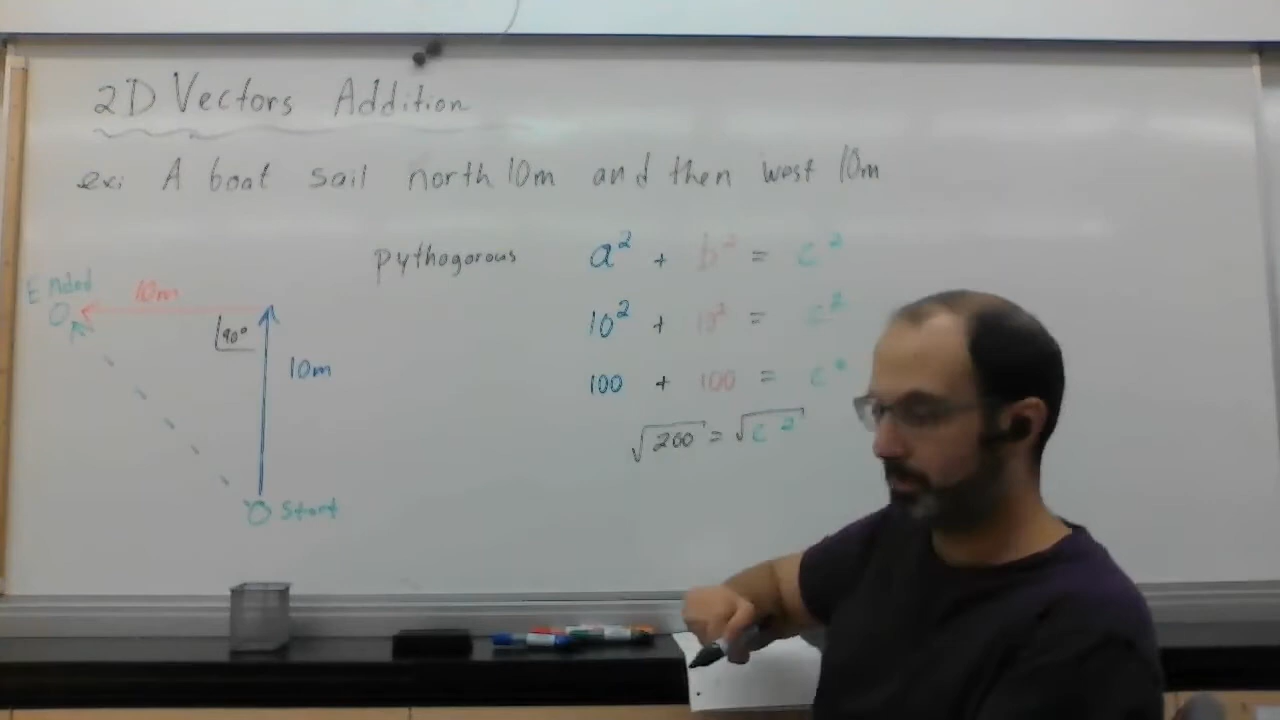 2D Vectors Addition
ex: A boat sail north 10m and then west 10m
pythogorous a² + b² = c²
Ended
10m
10² + 10² = c²
90°
10m
100 + 100 = c²
√200 = √c²
Start